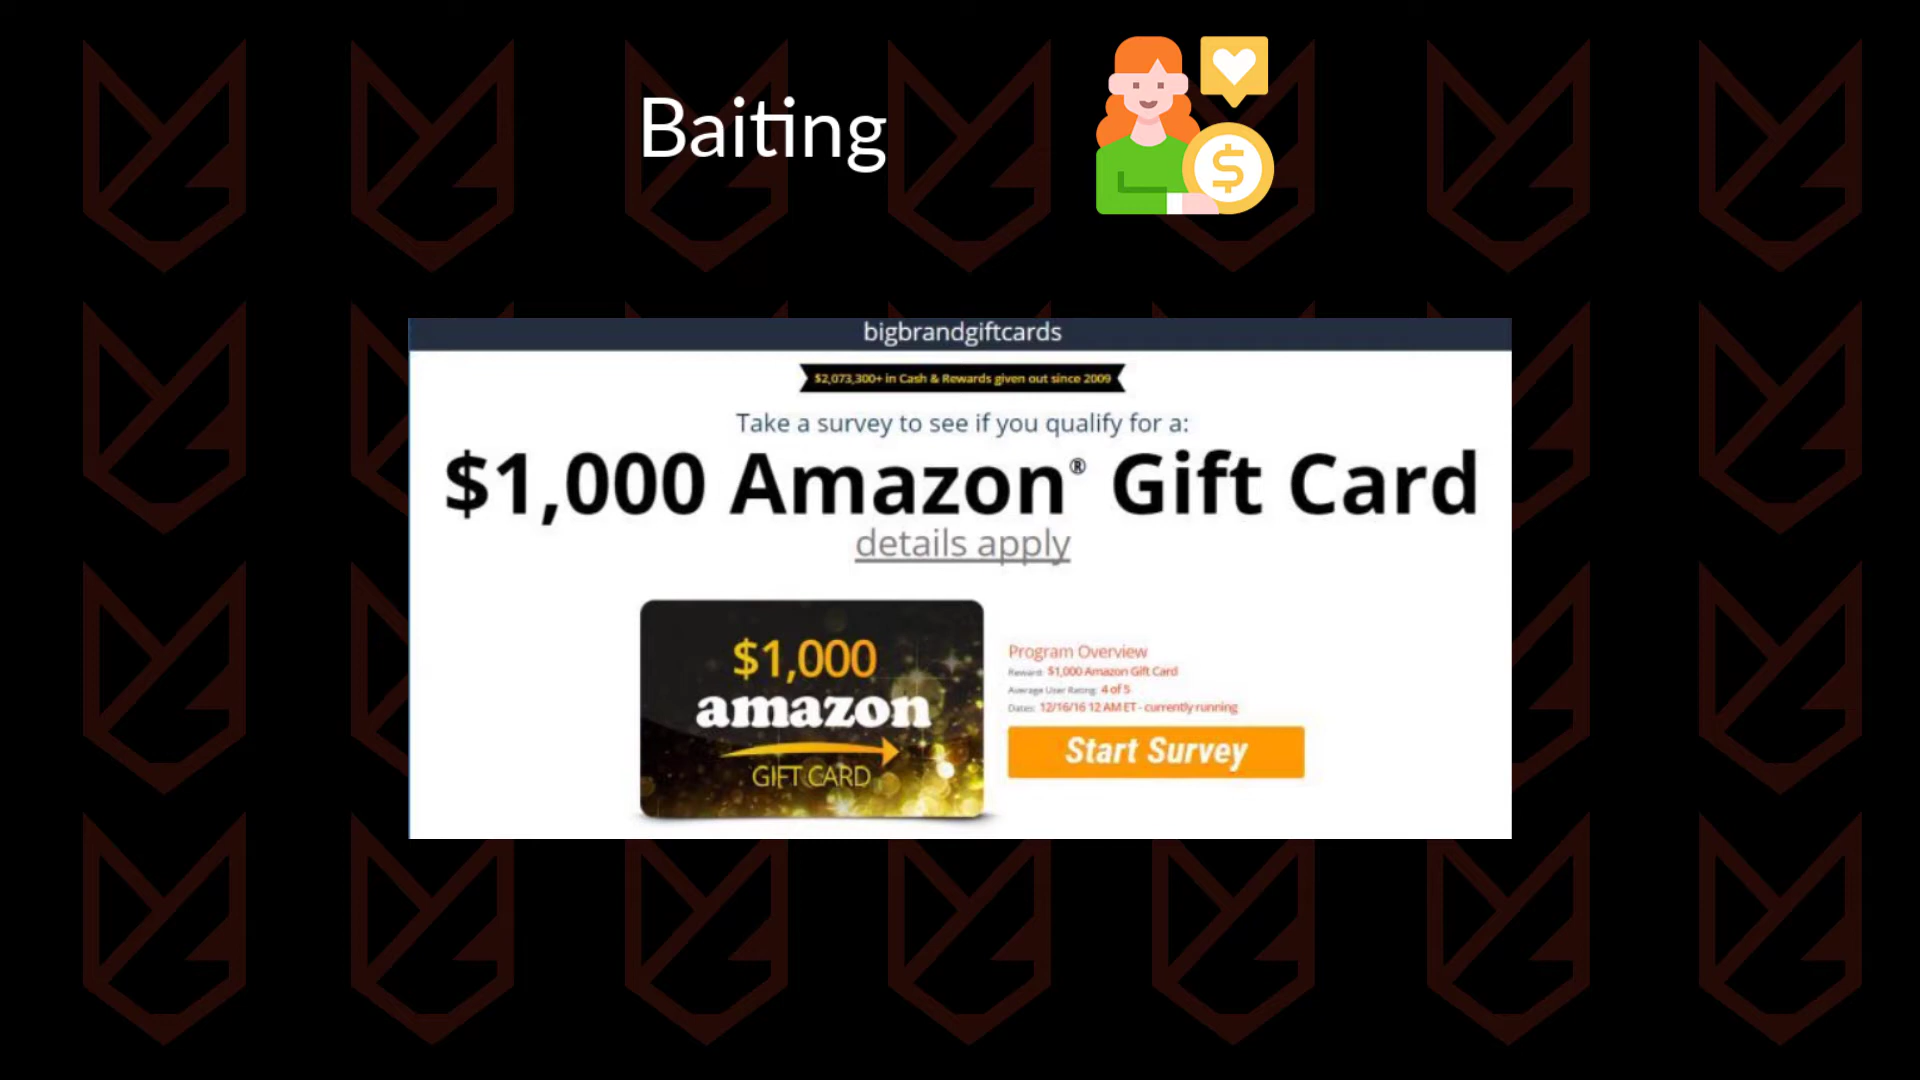 Baiting
$
bigbrandgiftcards
$2,073,300+ in Cash & Rewards given out since 2009
Take a survey to see if you qualify for a:
$1,000 Amazon® Gift Card
details apply
$1,000
amazon
GIFT CARD
Program Overview
Reward: $1,000 Amazon Gift Card
Average User Rating: 4 of 5
Dates: 12/16/16 12 AM ET - currently running
Start Survey